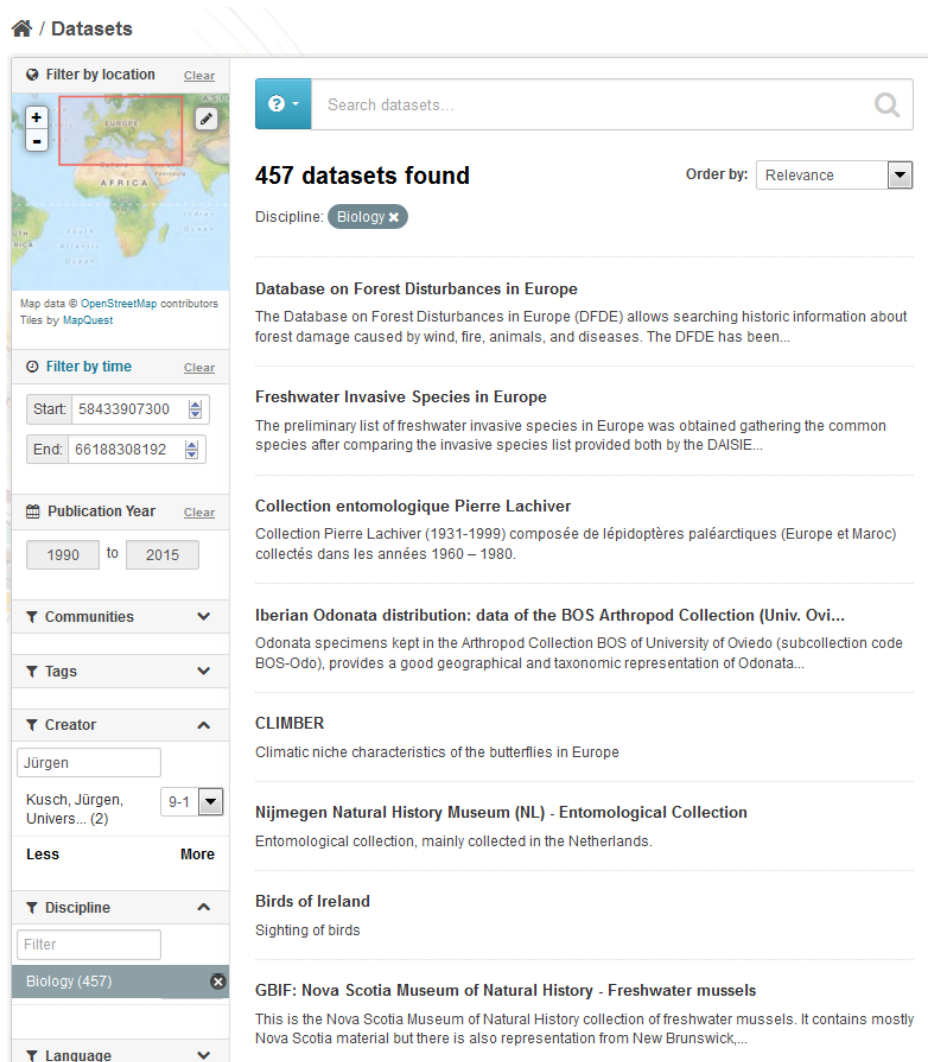 / Datasets
Filter by location Clear
+
-
EUROPE
AFRICA
Map data © OpenStreetMap contributors
Tiles by MapQuest
Filter by time Clear
Start: 58433907300
End: 66188308192
Publication Year Clear
1990 to 2015
Communities
Tags
Creator
Jürgen
Kusch, Jürgen,
Univers... (2)
9-1
Less More
Discipline
Filter
Biology (457)
Language
? Search datasets...
457 datasets found
Order by: Relevance
Discipline: Biology ×
Database on Forest Disturbances in Europe
The Database on Forest Disturbances in Europe (DFDE) allows searching historic information about
forest damage caused by wind, fire, animals, and diseases. The DFDE has been...
Freshwater Invasive Species in Europe
The preliminary list of freshwater invasive species in Europe was obtained gathering the common
species after comparing the invasive species list provided both by the DAISIE...
Collection entomologique Pierre Lachiver
Collection Pierre Lachiver (1931-1999) composée de lépidoptères paléarctiques (Europe et Maroc)
collectés dans les années 1960 – 1980.
Iberian Odonata distribution: data of the BOS Arthropod Collection (Univ. Ovi...
Odonata specimens kept in the Arthropod Collection BOS of University of Oviedo (subcollection code
BOS-Odo), provides a good geographical and taxonomic representation of Odonata...
CLIMBER
Climatic niche characteristics of the butterflies in Europe
Nijmegen Natural History Museum (NL) - Entomological Collection
Entomological collection, mainly collected in the Netherlands.
Birds of Ireland
Sighting of birds
GBIF: Nova Scotia Museum of Natural History - Freshwater mussels
This is the Nova Scotia Museum of Natural History collection of freshwater mussels. It contains mostly
Nova Scotia material but there is also representation from New Brunswick,...